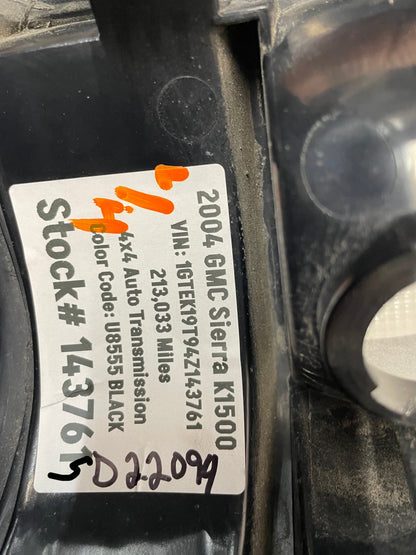 2004 GMC Sierra K1500
VIN: 1GTEK19T94Z143761
213,033 Miles
4x4 Auto Transmission
Color Code: U8555 BLACK
Stock# 143761
D22094